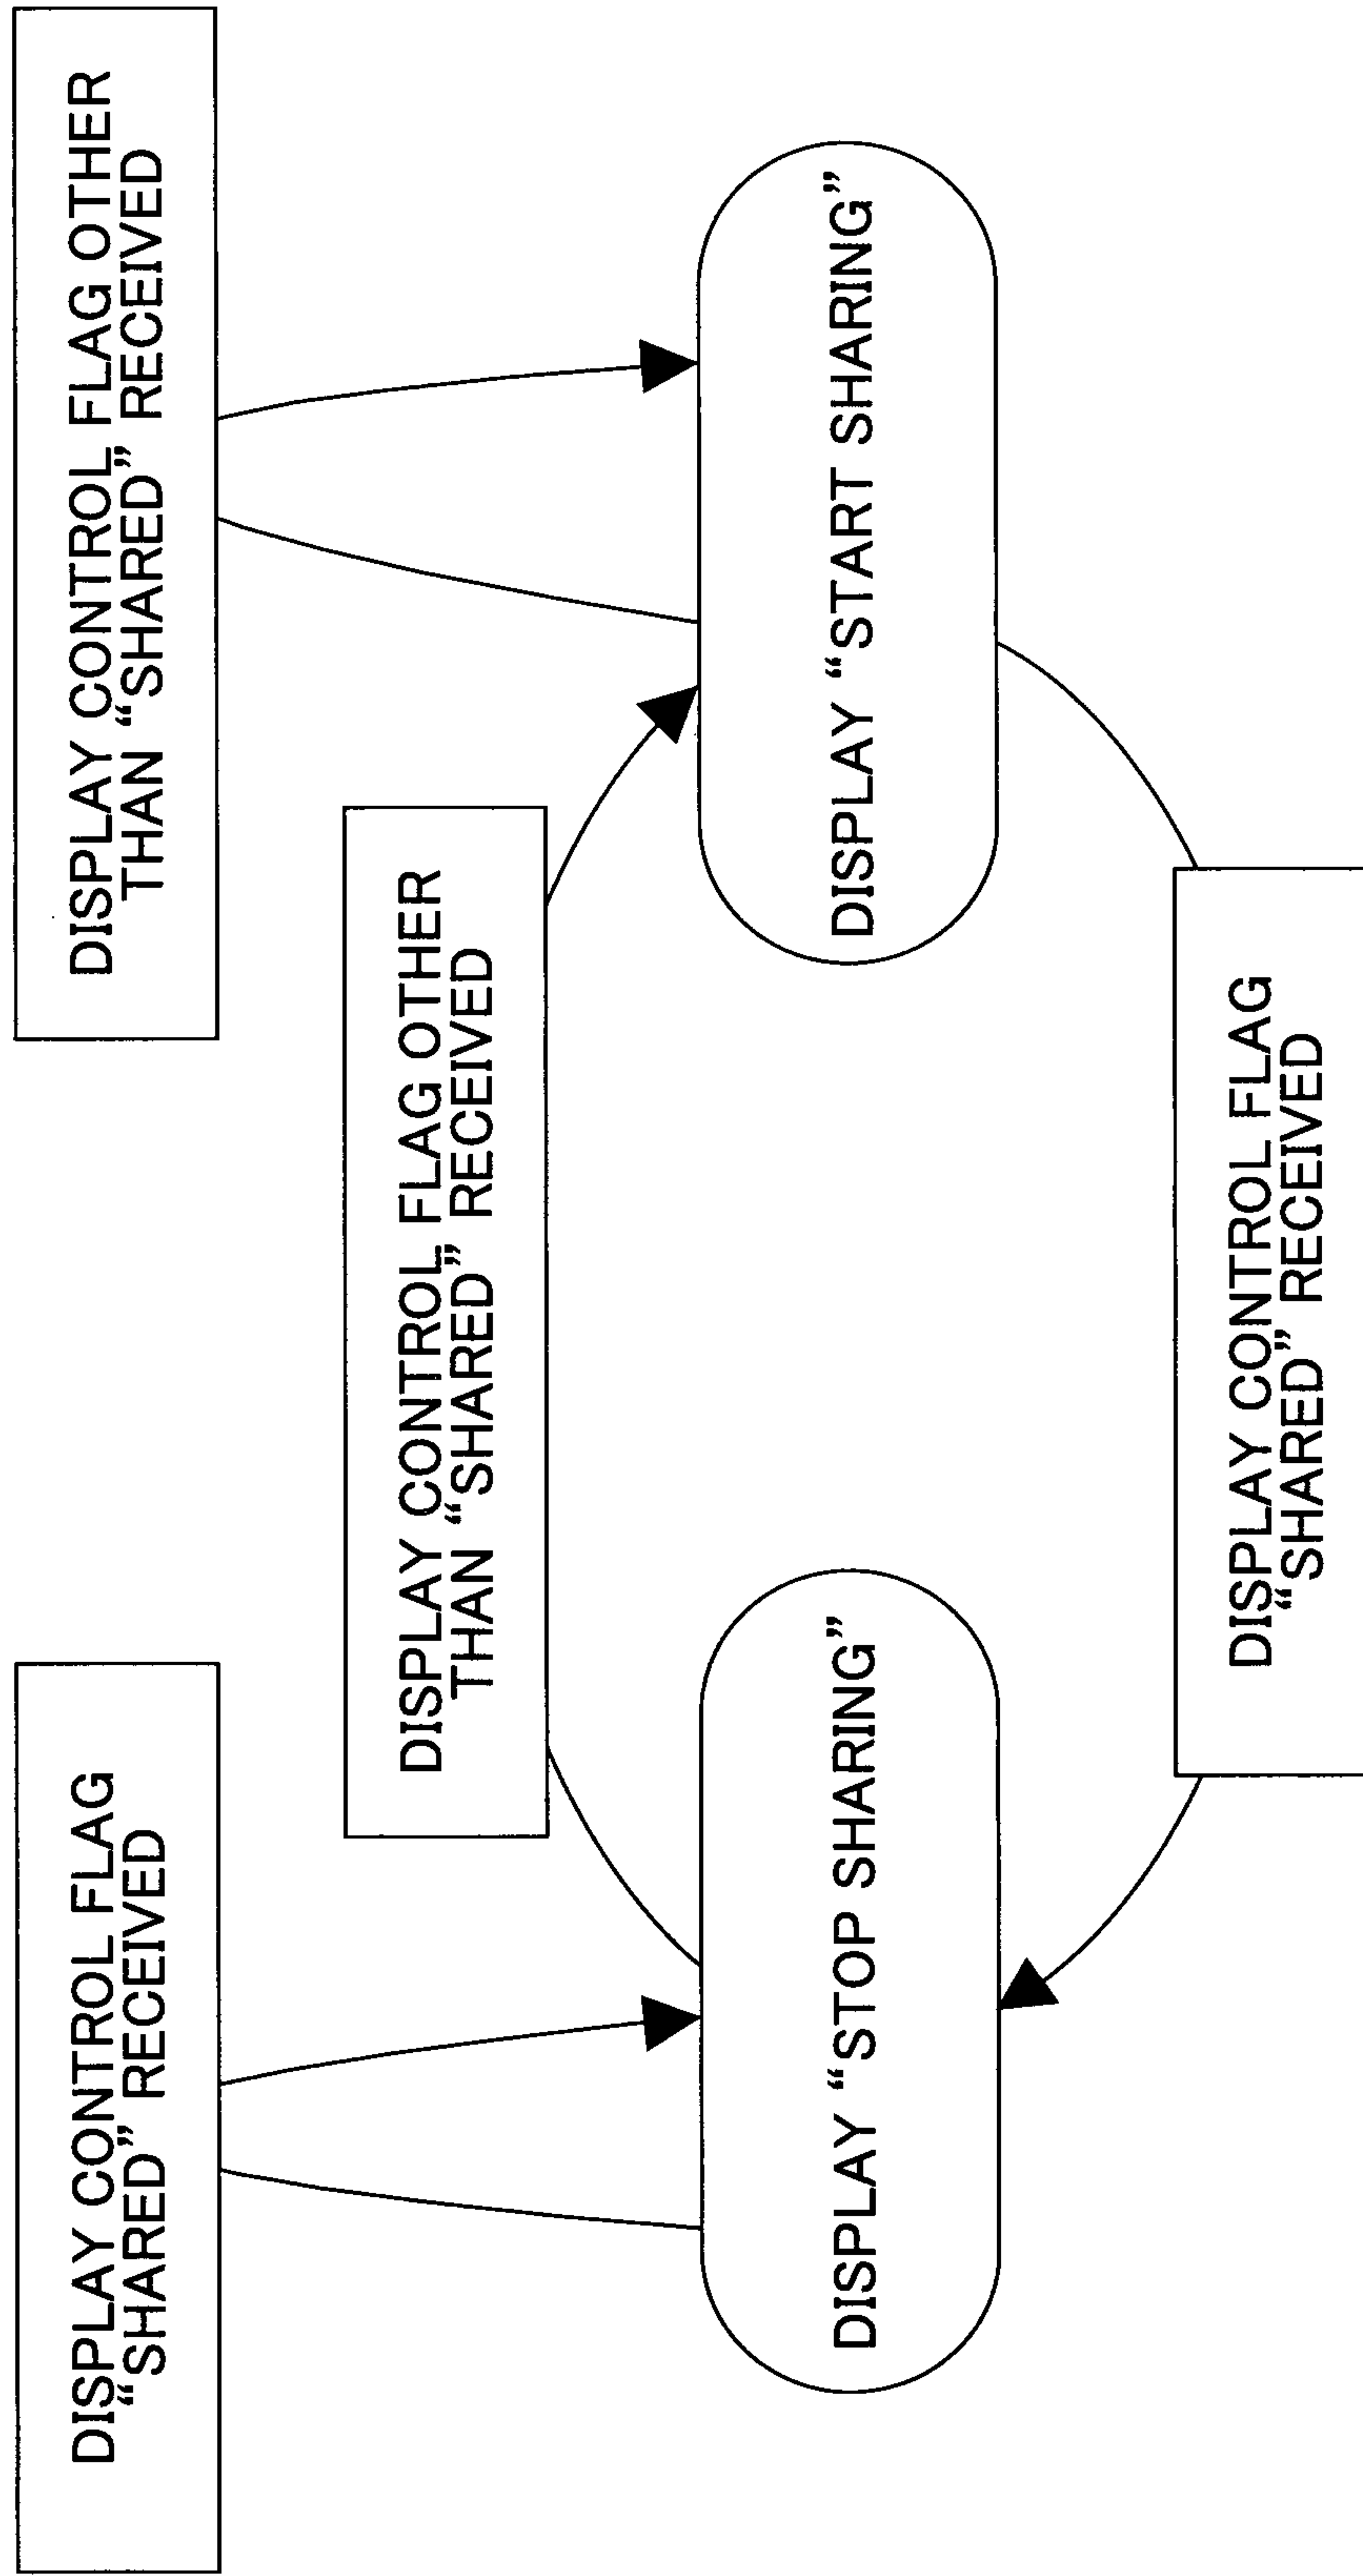 DISPLAY CONTROL FLAG
“SHARED” RECEIVED
DISPLAY CONTROL FLAG OTHER
THAN “SHARED” RECEIVED
DISPLAY CONTROL FLAG OTHER
THAN “SHARED” RECEIVED
DISPLAY “STOP SHARING”
DISPLAY “START SHARING”
DISPLAY CONTROL FLAG
“SHARED” RECEIVED